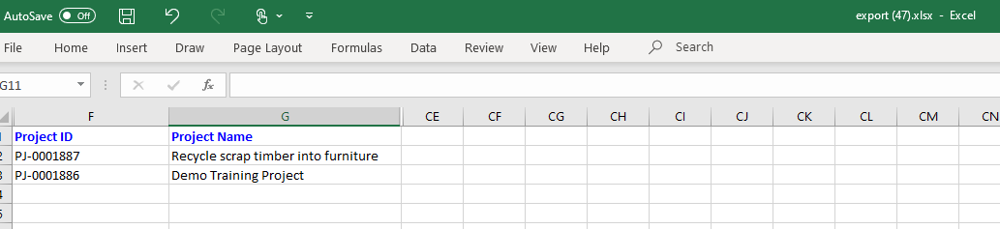 AutoSave Off export (47).xlsx - Excel
File Home Insert Draw Page Layout Formulas Data Review View Help Search
G11 fx
F G CE CF CG CH CI CJ CK CL CM CN
1 Project ID Project Name
2 PJ-0001887 Recycle scrap timber into furniture
3 PJ-0001886 Demo Training Project
4
5